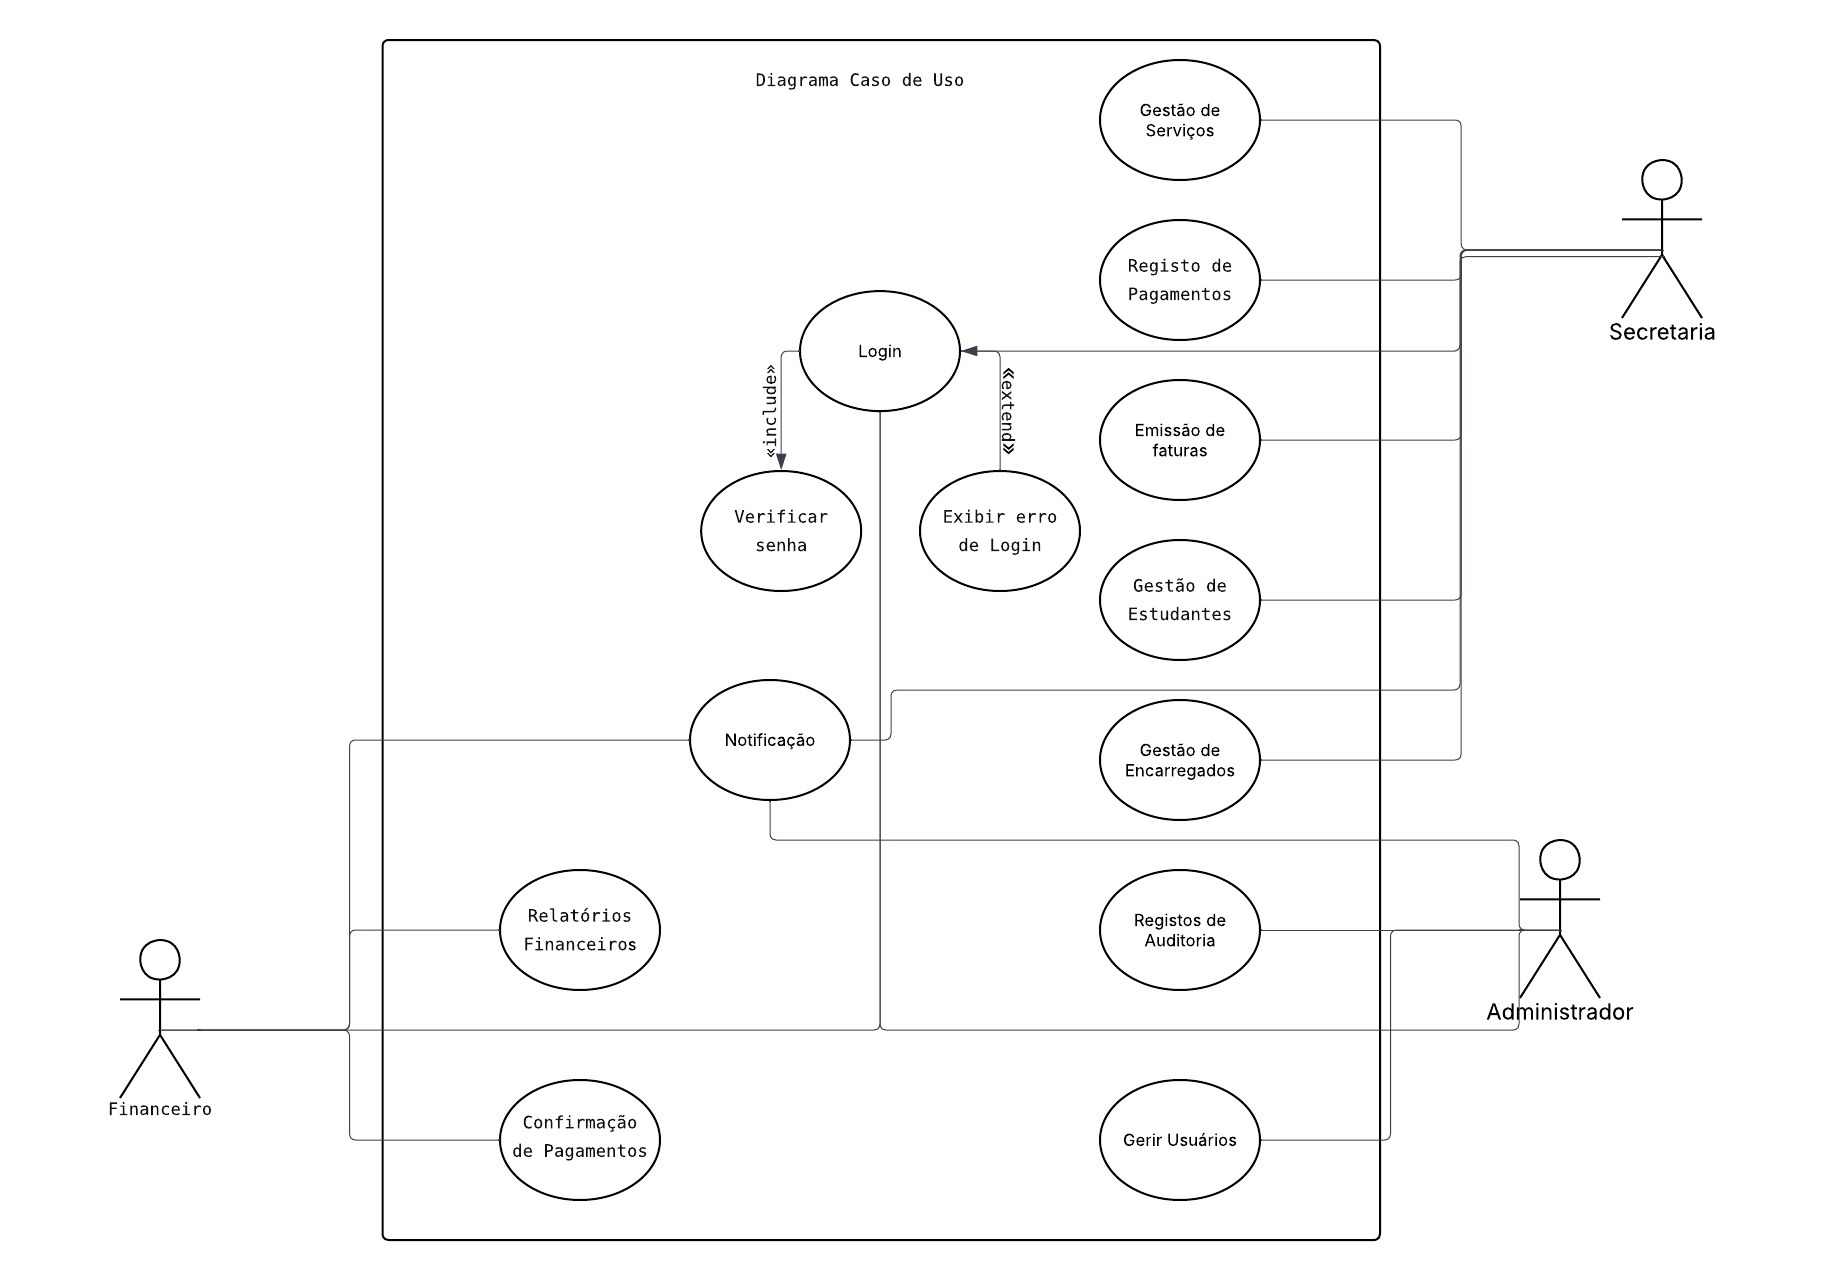 Diagrama Caso de Uso
Gestão de
Serviços
Registo de
Pagamentos
Secretaria
Login
«include»
«extend»
Emissão de
faturas
Verificar
senha
Exibir erro
de Login
Gestão de
Estudantes
Notificação
Gestão de
Encarregados
Relatórios
Financeiros
Registos de
Auditoria
Administrador
Financeiro
Confirmação
de Pagamentos
Gerir Usuários